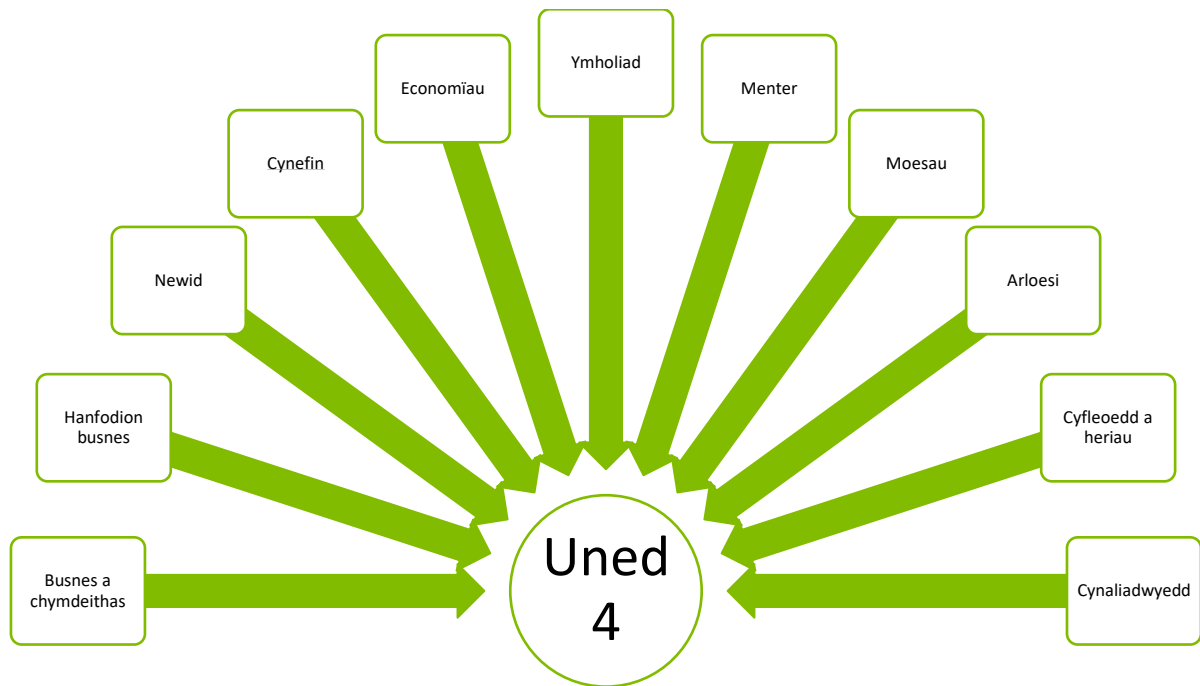 Ymholiad
Economïau
Menter
Cynefin
Moesau
Newid
Arloesi
Hanfodion
busnes
Cyfleoedd a
heriau
Busnes a
chymdeithas
Cynaliadwyedd
Uned
4